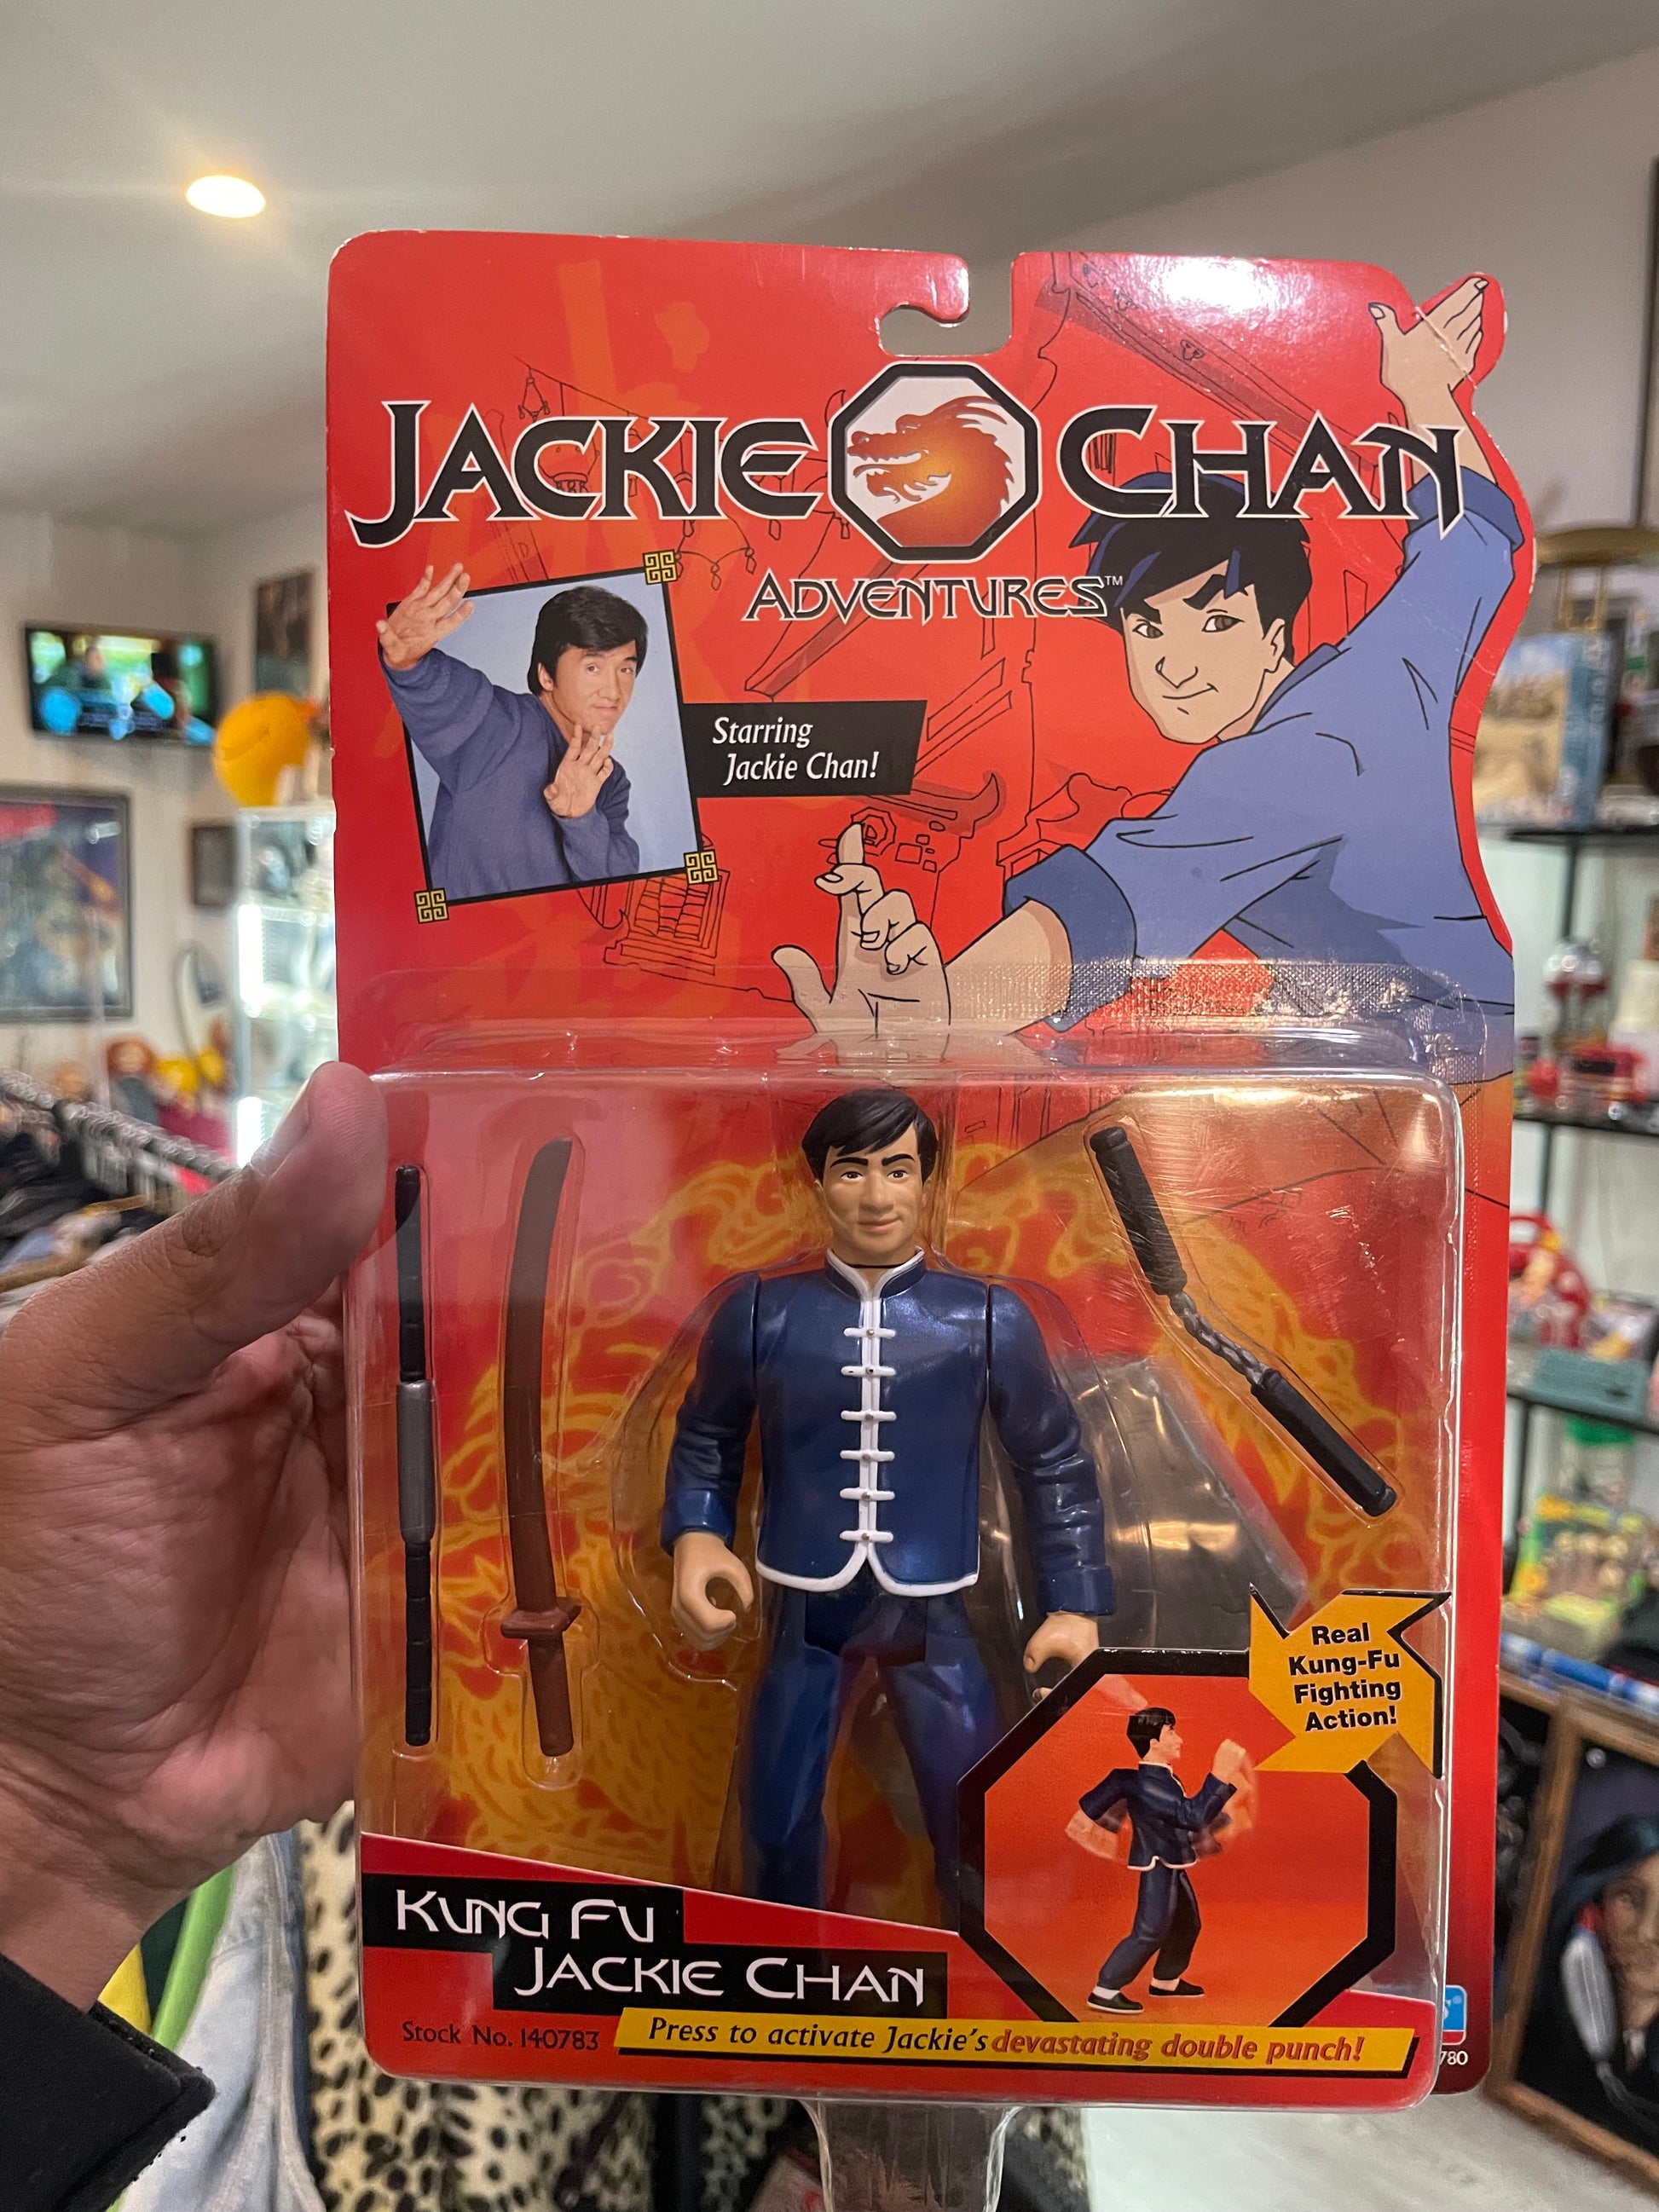 JACKIE CHAN
ADVENTURES™
Starring
Jackie Chan!
Real
Kung-Fu
Fighting
Action!
KUNG FU
JACKIE CHAN
Stock No. 140783
Press to activate Jackie's devastating double punch!
780